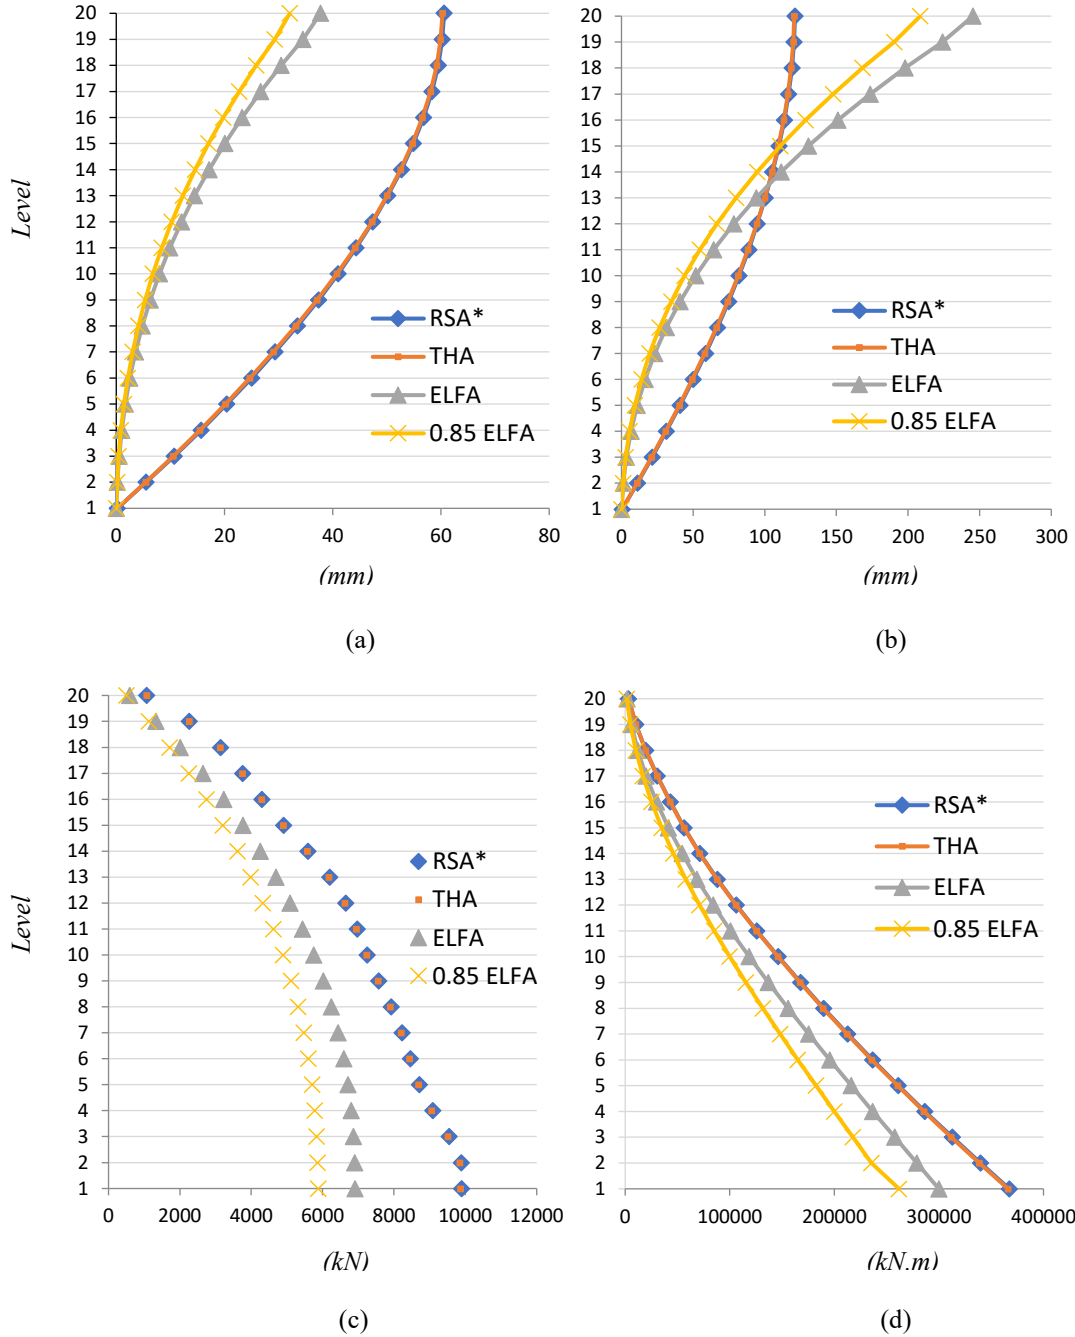 20
19
18
17
16
15
14
13
12
11
10
9
8
7
6
5
4
3
2
1
Level
0 20 40 60 80
(mm)
RSA*
THA
ELFA
0.85 ELFA
(a)
20
19
18
17
16
15
14
13
12
11
10
9
8
7
6
5
4
3
2
1
0 50 100 150 200 250 300
(mm)
RSA*
THA
ELFA
0.85 ELFA
(b)
20
19
18
17
16
15
14
13
12
11
10
9
8
7
6
5
4
3
2
1
Level
0 2000 4000 6000 8000 10000 12000
(kN)
RSA*
THA
ELFA
0.85 ELFA
(c)
20
19
18
17
16
15
14
13
12
11
10
9
8
7
6
5
4
3
2
1
0 100000 200000 300000 400000
(kN.m)
RSA*
THA
ELFA
0.85 ELFA
(d)